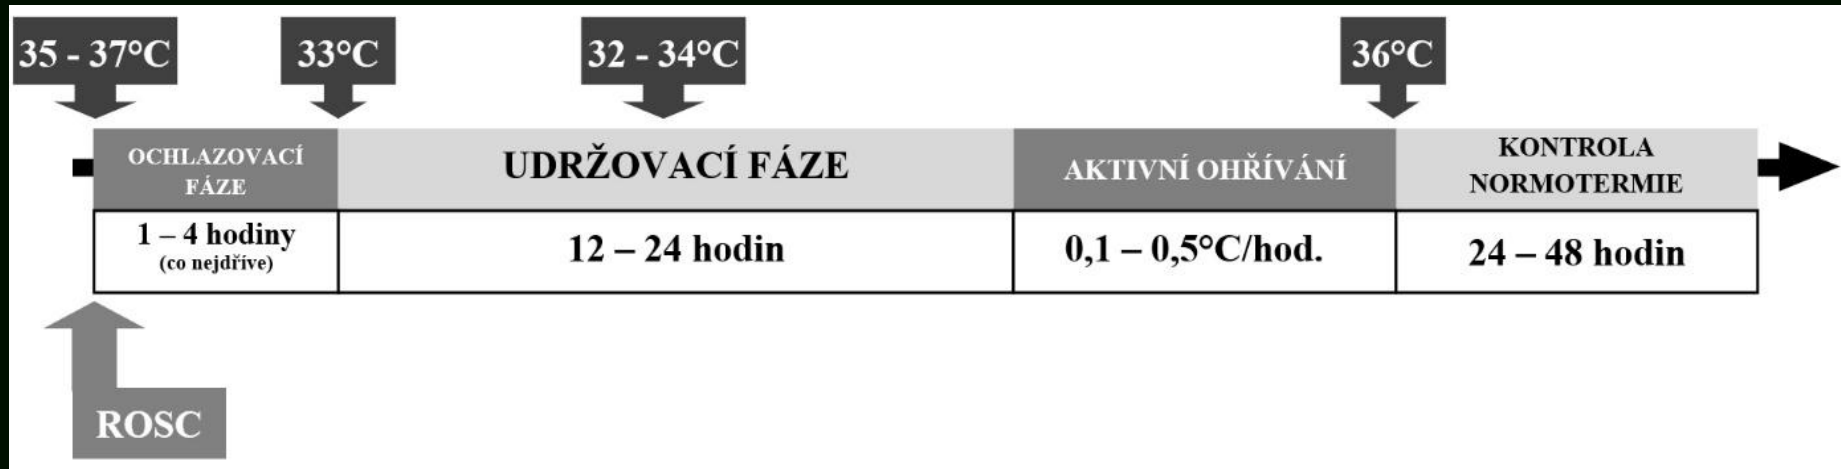 35 - 37°C
33°C
32 - 34°C
36°C
OCHLAZOVACÍ
FÁZE
UDRŽOVACÍ FÁZE
AKTIVNÍ OHŘÍVÁNÍ
KONTROLA
NORMOTERMIE
1 – 4 hodiny
(co nejdříve)
12 – 24 hodin
0,1 – 0,5°C/hod.
24 – 48 hodin
ROSC